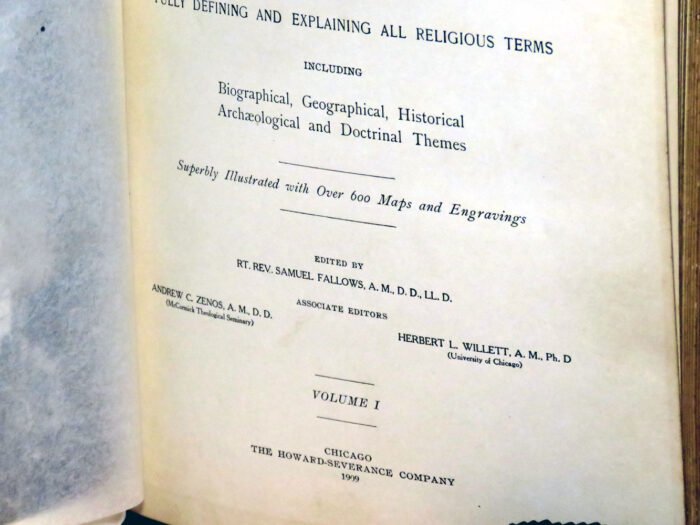 FULLY DEFINING AND EXPLAINING ALL RELIGIOUS TERMS
INCLUDING
Biographical, Geographical, Historical
Archæological and Doctrinal Themes
Superbly Illustrated with Over 600 Maps and Engravings
EDITED BY
RT. REV. SAMUEL FALLOWS, A. M., D. D., LL. D.
ASSOCIATE EDITORS
ANDREW C. ZENOS, A. M., D. D.
(McCormick Theological Seminary)
HERBERT L. WILLETT, A. M., Ph. D
(University of Chicago)
VOLUME I
CHICAGO
THE HOWARD-SEVERANCE COMPANY
1909